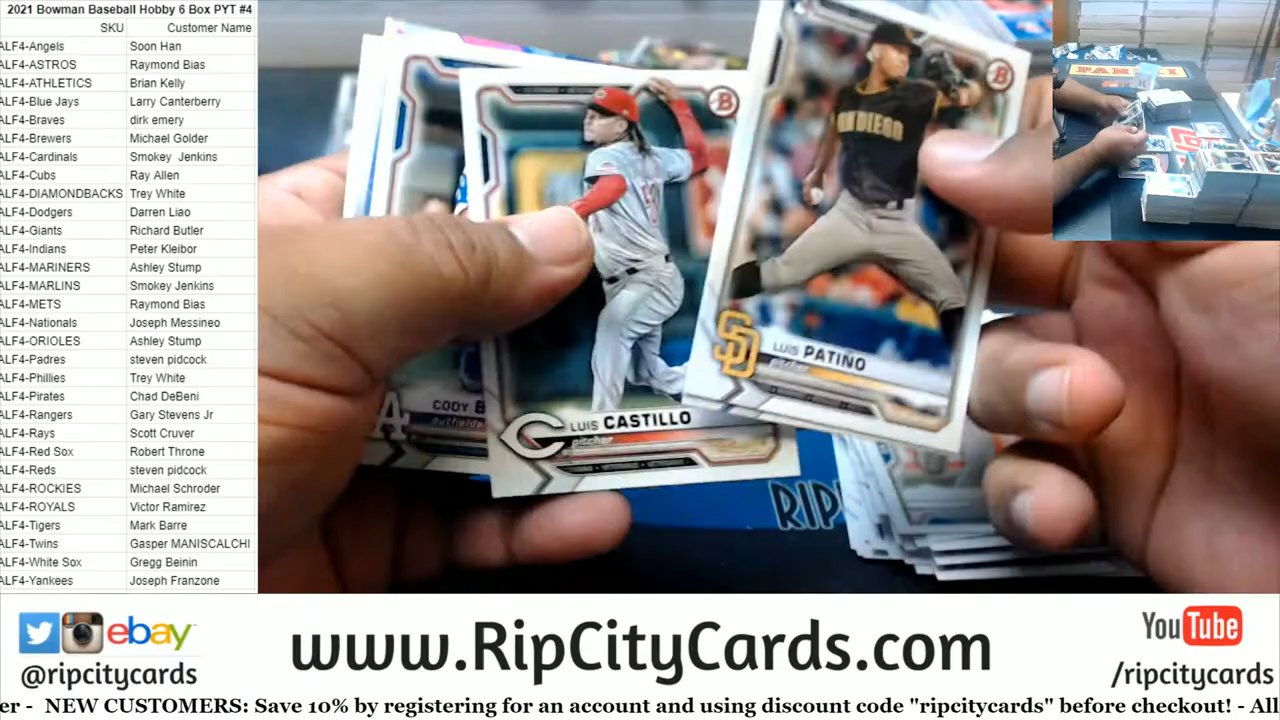 2021 Bowman Baseball Hobby 6 Box PYT #4
SKU Customer Name
ALF4-Angels Soon Han
ALF4-ASTROS Raymond Bias
ALF4-ATHLETICS Brian Kelly
ALF4-Blue Jays Larry Canterberry
ALF4-Braves dirk emery
ALF4-Brewers Michael Golder
ALF4-Cardinals Smokey Jenkins
ALF4-Cubs Ray Allen
ALF4-DIAMONDBACKS Trey White
ALF4-Dodgers Darren Liao
ALF4-Giants Richard Butler
ALF4-Indians Peter Kleibor
ALF4-MARINERS Ashley Stump
ALF4-MARLINS Smokey Jenkins
ALF4-METS Raymond Bias
ALF4-Nationals Joseph Messineo
ALF4-ORIOLES Ashley Stump
ALF4-Padres steven pidcock
ALF4-Phillies Trey White
ALF4-Pirates Chad DeBeni
ALF4-Rangers Gary Stevens Jr
ALF4-Rays Scott Cruver
ALF4-Red Sox Robert Throne
ALF4-Reds steven pidcock
ALF4-ROCKIES Michael Schroder
ALF4-ROYALS Victor Ramirez
ALF4-Tigers Mark Barre
ALF4-Twins Gasper MANISCALCHI
ALF4-White Sox Gregg Beinin
ALF4-Yankees Joseph Franzone
PANINI
B
B
SAN DIEGO
SD
LUIS PATIÑO
pitcher
C
LUIS CASTILLO
pitcher
CODY B
outfielde
RIP
ebay
@ripcitycards
www.RipCityCards.com
YouTube
/ripcitycards
er - NEW CUSTOMERS: Save 10% by registering for an account and using discount code "ripcitycards" before checkout! - All